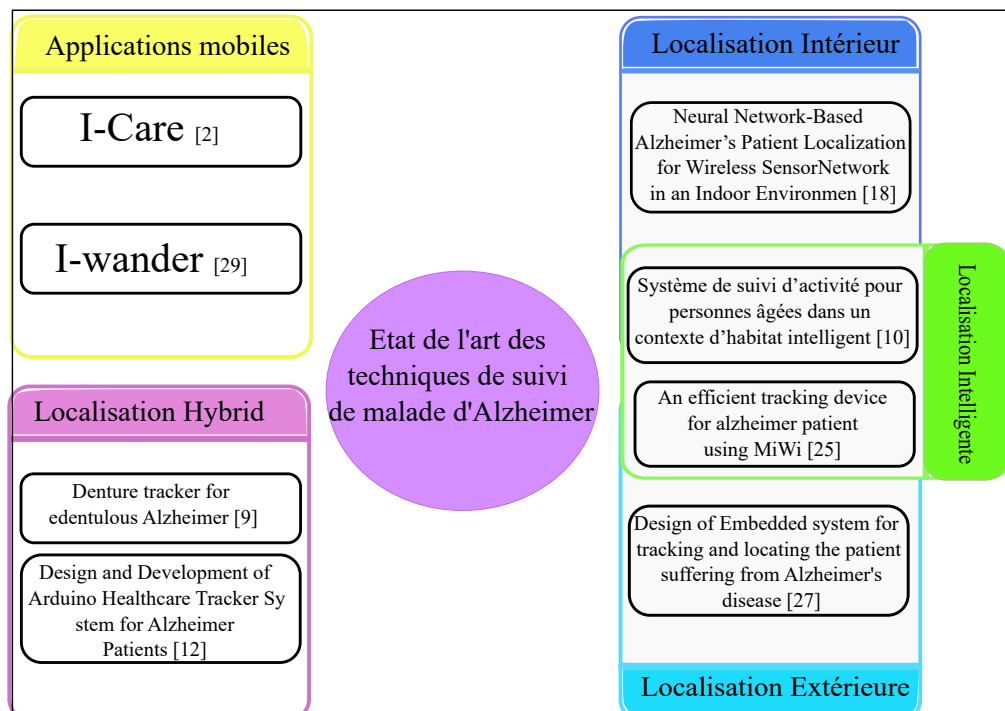 Applications mobiles
I-Care [2]
I-wander [29]
Localisation Hybrid
Denture tracker for
edentulous Alzheimer [9]
Design and Development of
Arduino Healthcare Tracker Sy
stem for Alzheimer
Patients [12]
Etat de l'art des
techniques de suivi
de malade d'Alzheimer
Localisation Intérieur
Neural Network-Based
Alzheimer’s Patient Localization
for Wireless SensorNetwork
in an Indoor Environmen [18]
Système de suivi d’activité pour
personnes âgées dans un
contexte d’habitat intelligent [10]
An efficient tracking device
for alzheimer patient
using MiWi [25]
Localisation Intelligente
Design of Embedded system for
tracking and locating the patient
suffering from Alzheimer's
disease [27]
Localisation Extérieure